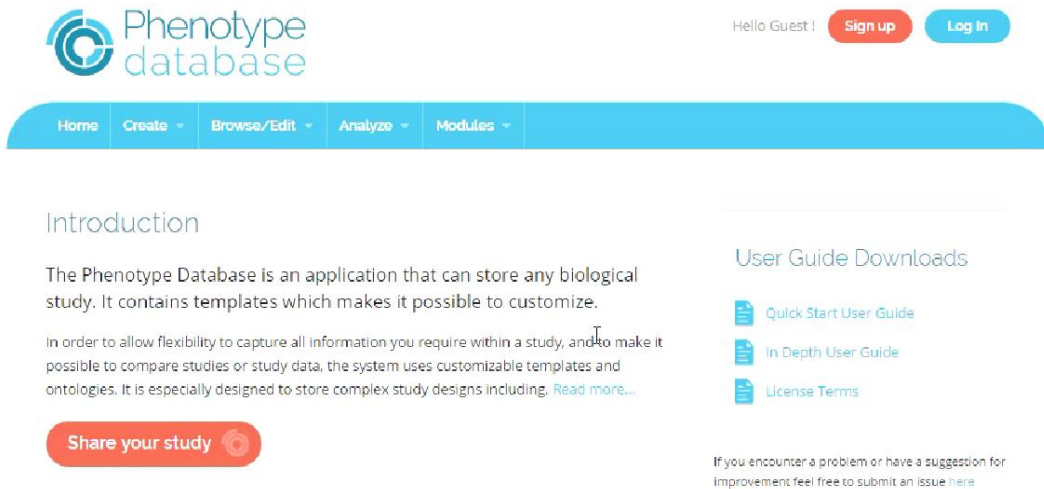 Phenotype
database
Hello Guest !
Sign up
Log In
Home
Create
Browse/Edit
Analyze
Modules
Introduction
The Phenotype Database is an application that can store any biological
study. It contains templates which makes it possible to customize.
In order to allow flexibility to capture all information you require within a study, and to make it
possible to compare studies or study data, the system uses customizable templates and
ontologies. It is especially designed to store complex study designs including. Read more...
Share your study
User Guide Downloads
Quick Start User Guide
In Depth User Guide
License Terms
If you encounter a problem or have a suggestion for
improvement feel free to submit an issue here